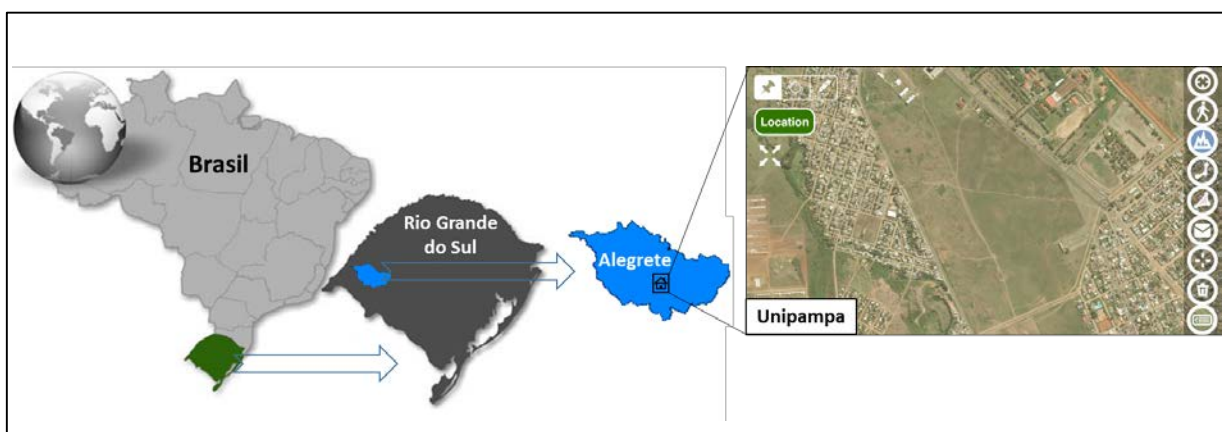 Brasil
Rio Grande
do Sul
Alegrete
Unipampa
Location